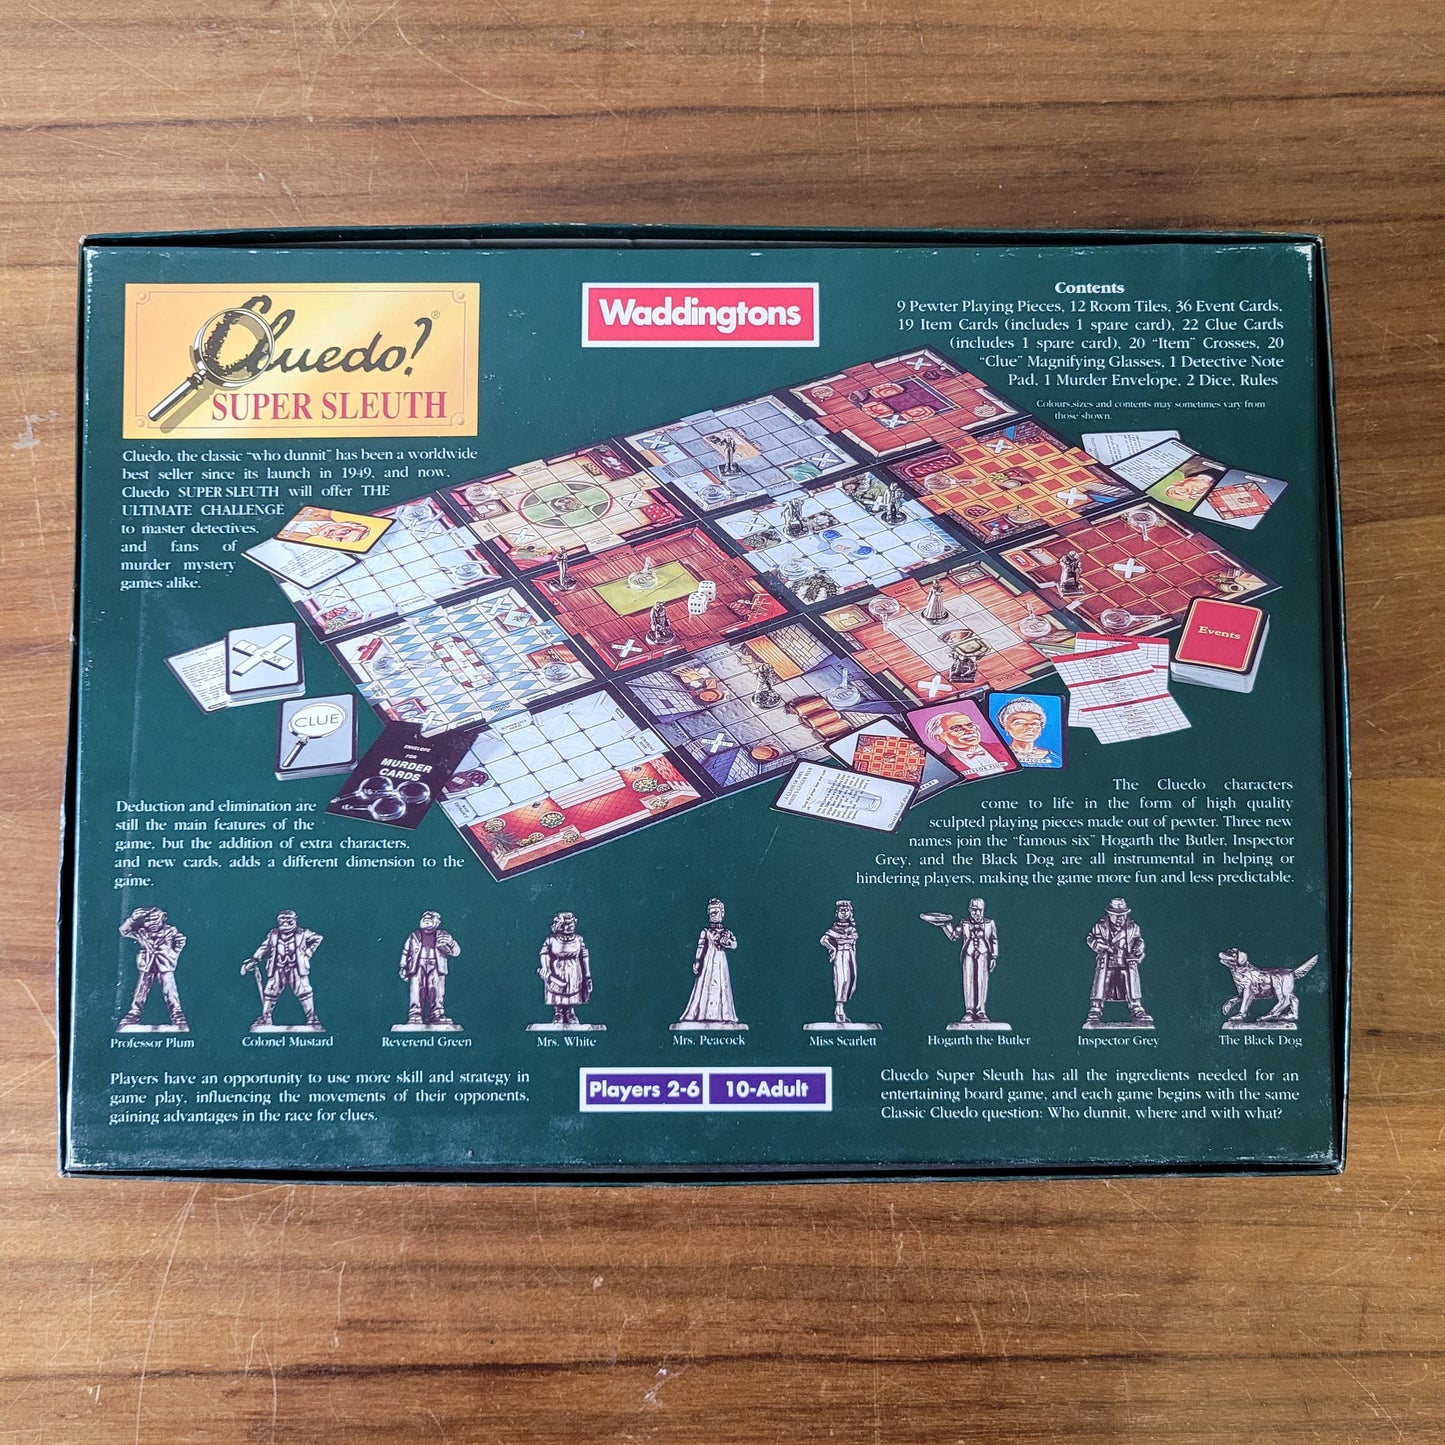 Cluedo?®
SUPER SLEUTH
Waddingtons
Contents
9 Pewter Playing Pieces, 12 Room Tiles, 36 Event Cards,
19 Item Cards (includes 1 spare card), 22 Clue Cards
(includes 1 spare card), 20 “Item” Crosses, 20
“Clue” Magnifying Glasses, 1 Detective Note
Pad, 1 Murder Envelope, 2 Dice, Rules
Colours,sizes and contents may sometimes vary from
those shown.
Cluedo, the classic “who dunnit” has been a worldwide
best seller since its launch in 1949, and now,
Cluedo SUPER SLEUTH will offer THE
ULTIMATE CHALLENGE
to master detectives,
and fans of
murder mystery
games alike.
Events
CLUE
ENVELOPE
FOR
MURDER
CARDS
PROFESSOR PLUM
PEACOCK
Deduction and elimination are
still the main features of the
game, but the addition of extra characters,
and new cards, adds a different dimension to the
game.
The Cluedo characters
come to life in the form of high quality
sculpted playing pieces made out of pewter. Three new
names join the “famous six” Hogarth the Butler, Inspector
Grey, and the Black Dog are all instrumental in helping or
hindering players, making the game more fun and less predictable.
Professor Plum
Colonel Mustard
Reverend Green
Mrs. White
Mrs. Peacock
Miss Scarlett
Hogarth the Butler
Inspector Grey
The Black Dog
Players have an opportunity to use more skill and strategy in
game play, influencing the movements of their opponents,
gaining advantages in the race for clues.
Players 2-6
10-Adult
Cluedo Super Sleuth has all the ingredients needed for an
entertaining board game, and each game begins with the same
Classic Cluedo question: Who dunnit, where and with what?